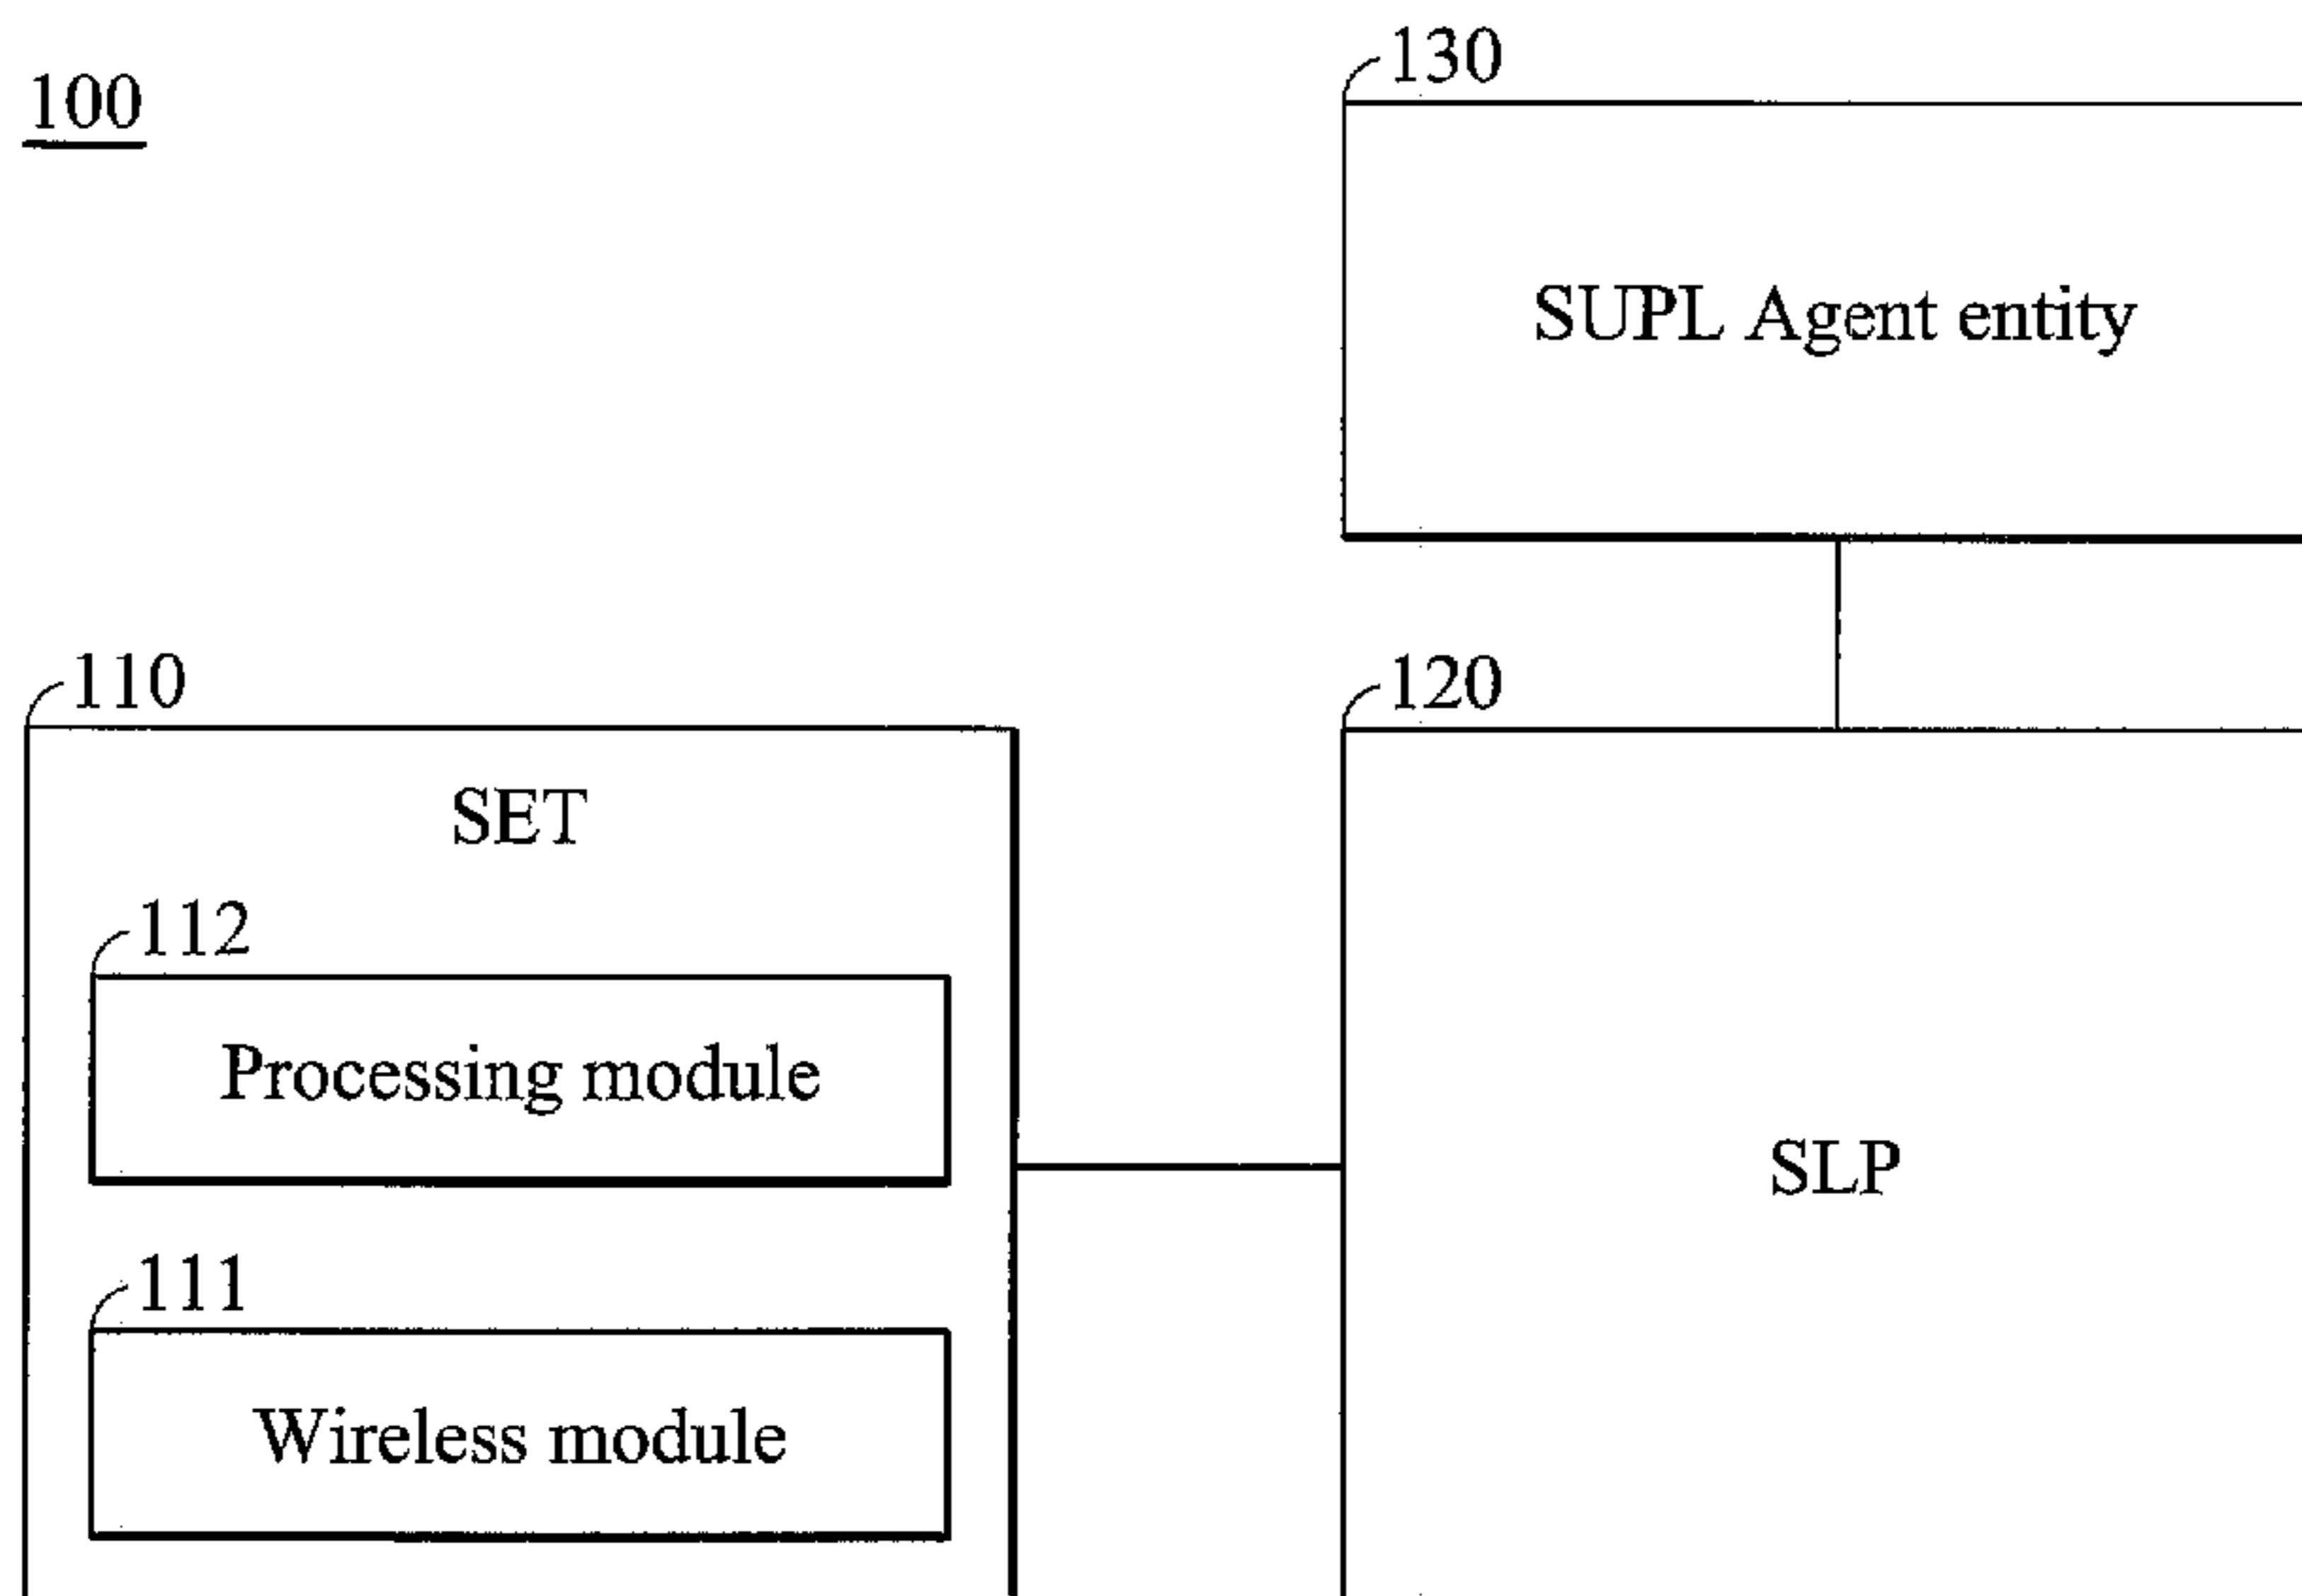 100
130
SUPL Agent entity
110
120
SET
112
Processing module
SLP
111
Wireless module